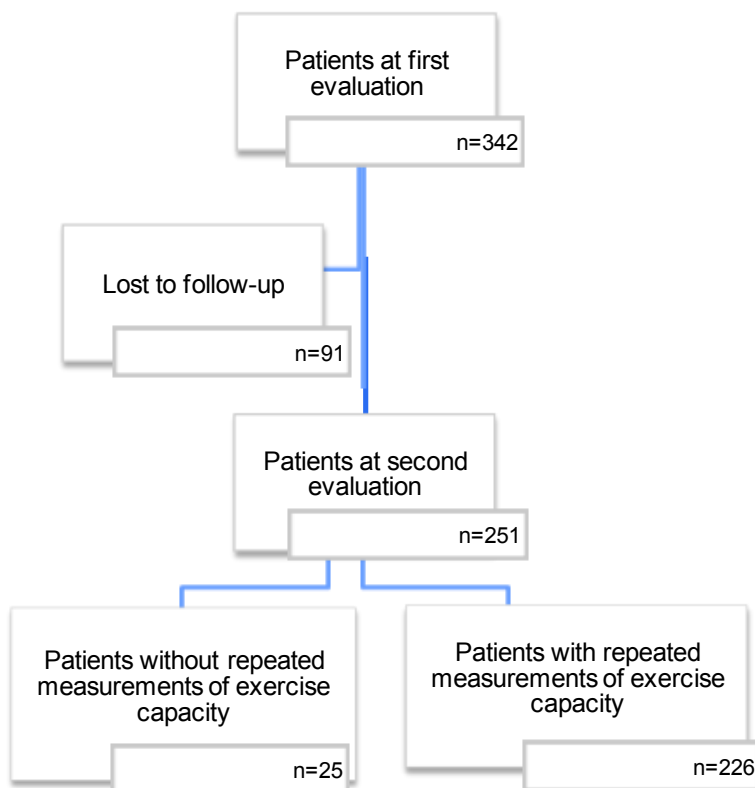 Patients at first
evaluation
n=342
Lost to follow-up
n=91
Patients at second
evaluation
n=251
Patients without repeated
measurements of exercise
capacity
n=25
Patients with repeated
measurements of exercise
capacity
n=226